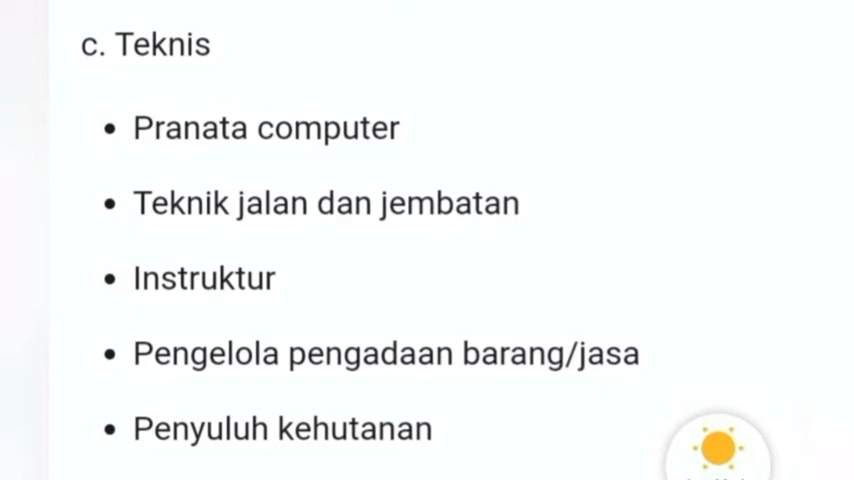 c. Teknis
• Pranata computer
• Teknik jalan dan jembatan
• Instruktur
• Pengelola pengadaan barang/jasa
• Penyuluh kehutanan